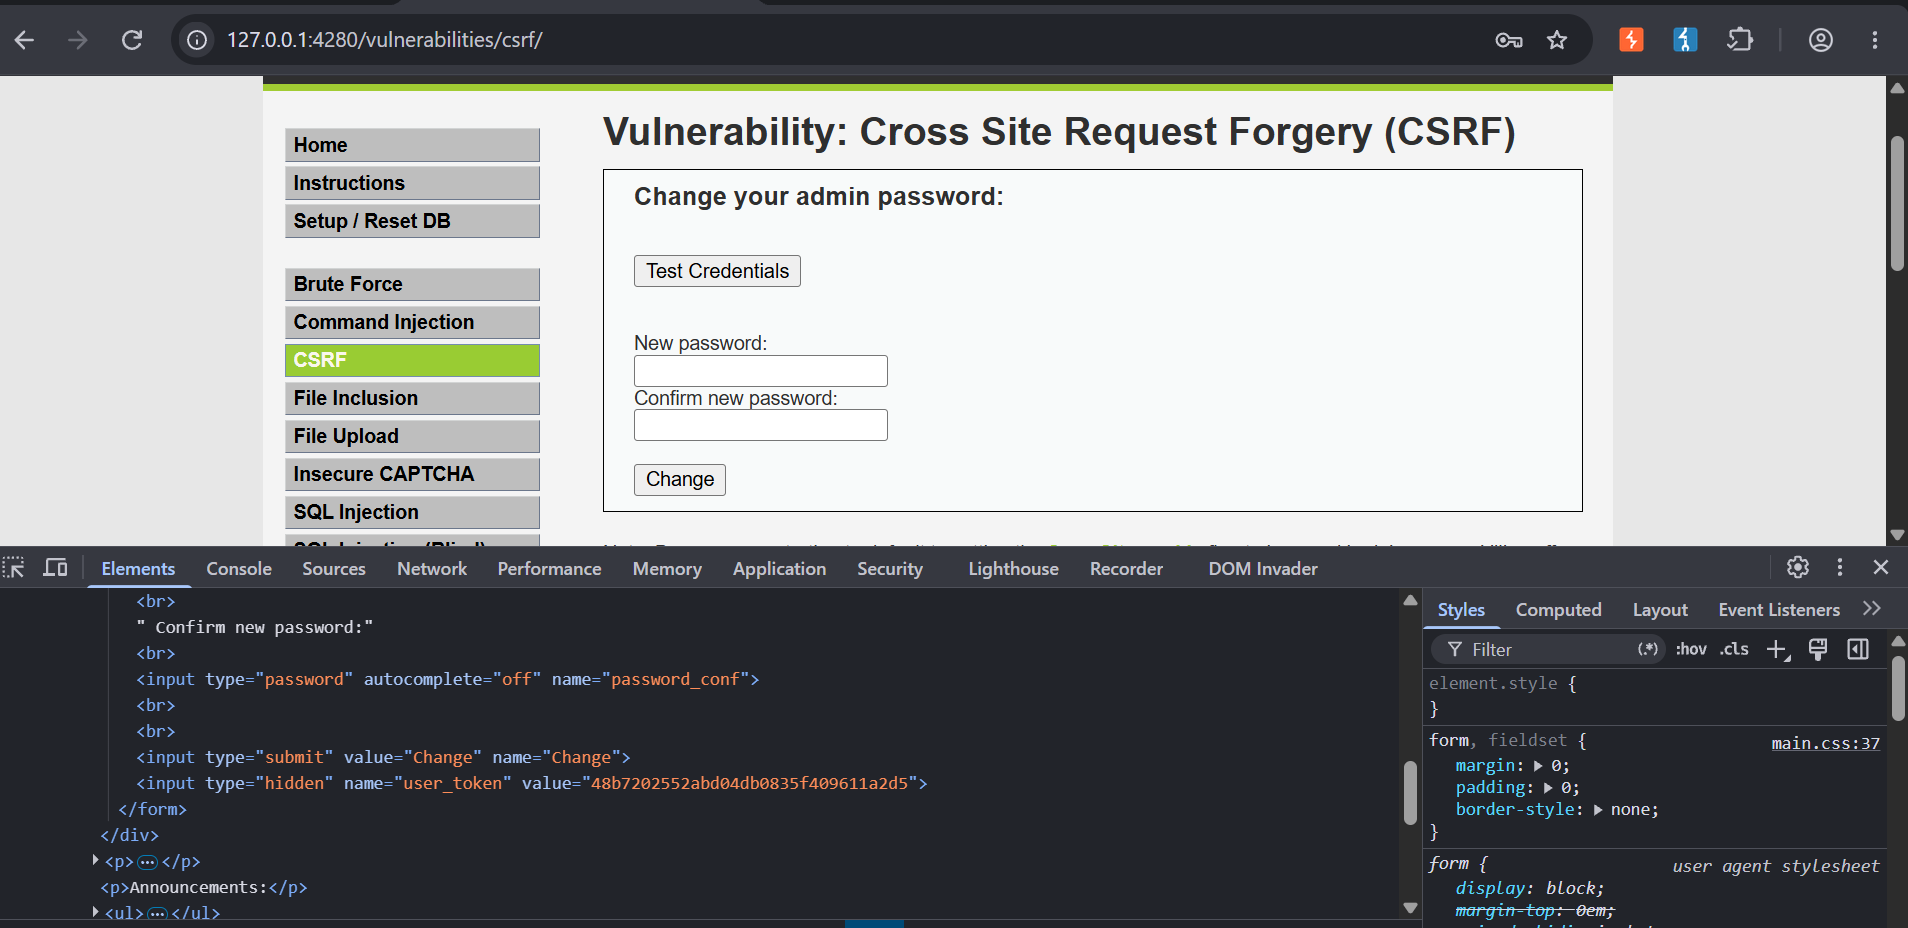 127.0.0.1:4280/vulnerabilities/csrf/
Home
Instructions
Setup / Reset DB
Brute Force
Command Injection
CSRF
File Inclusion
File Upload
Insecure CAPTCHA
SQL Injection
SQL Injection (Blind)
Vulnerability: Cross Site Request Forgery (CSRF)
Change your admin password:
Test Credentials
New password:
Confirm new password:
Change
Elements Console Sources Network Performance Memory Application Security Lighthouse Recorder DOM Invader
<br>
" Confirm new password:"
<br>
<input type="password" autocomplete="off" name="password_conf">
<br>
<br>
<input type="submit" value="Change" name="Change">
<input type="hidden" name="user_token" value="48b7202552abd04db0835f409611a2d5">
</form>
</div>
<p>…</p>
<p>Announcements:</p>
<ul>…</ul>
Styles Computed Layout Event Listeners
Filter (.*) :hov .cls
element.style {
}
form, fieldset { main.css:37
margin: 0;
padding: 0;
border-style: none;
}
form { user agent stylesheet
display: block;
margin-top: 0em;